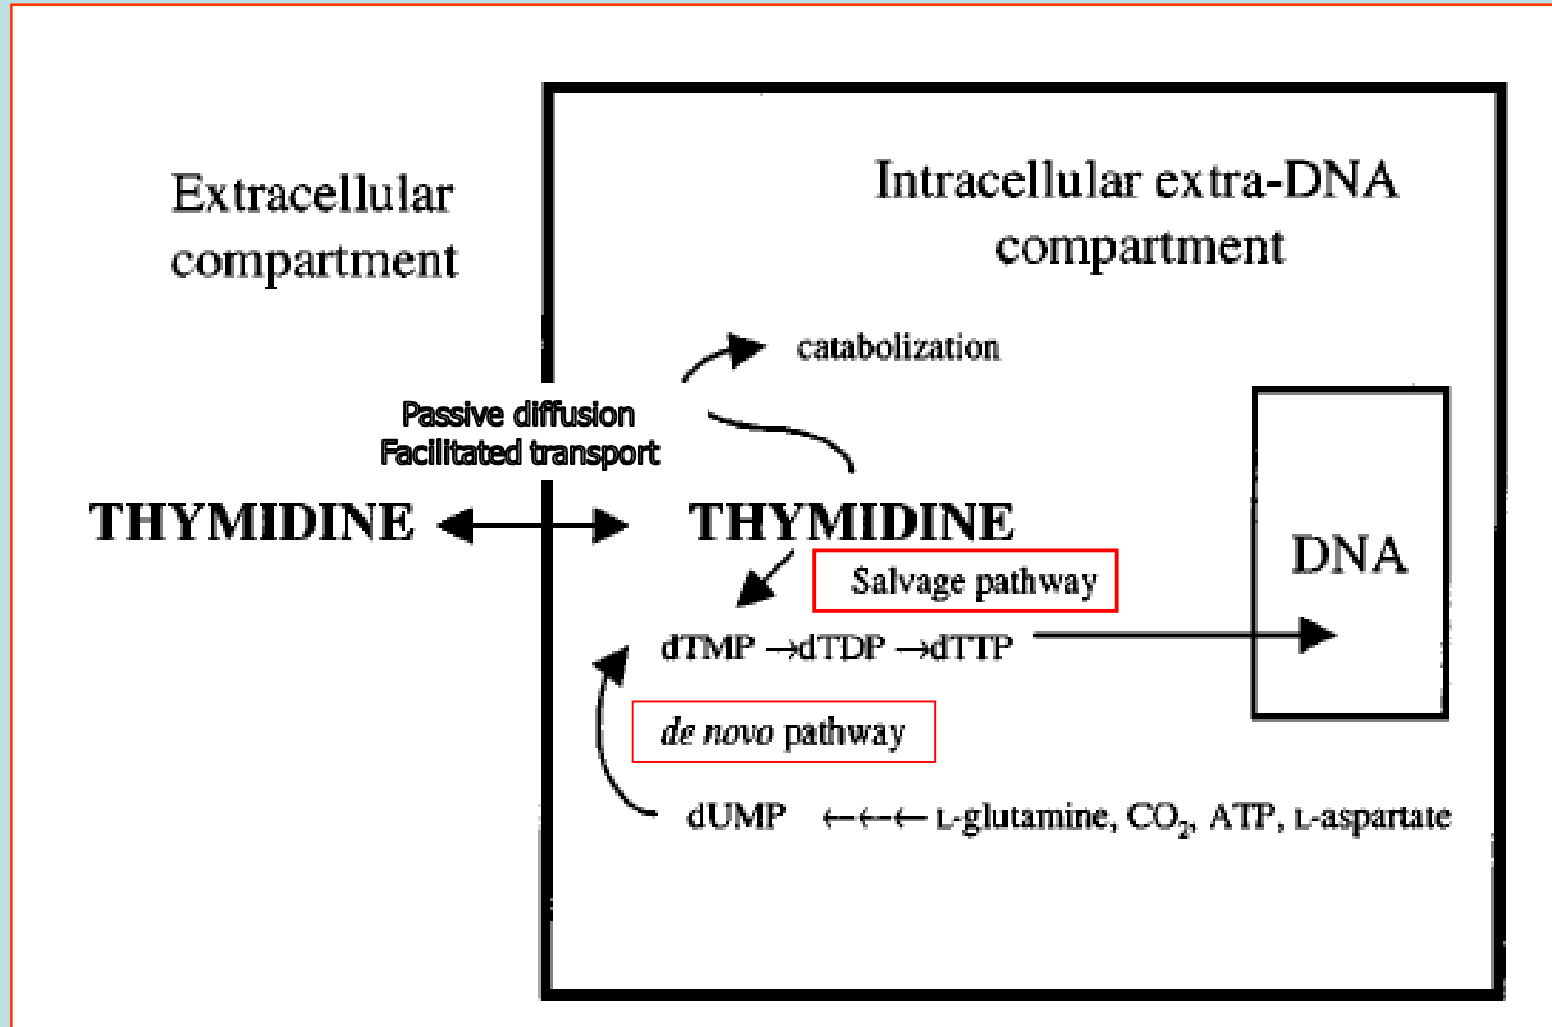 Extracellular
compartment
Intracellular extra-DNA
compartment
catabolization
Passive diffusion
Facilitated transport
THYMIDINE
THYMIDINE
DNA
Salvage pathway
dTMP →dTDP →dTTP
de novo pathway
dUMP ←←← L-glutamine, CO₂, ATP, L-aspartate